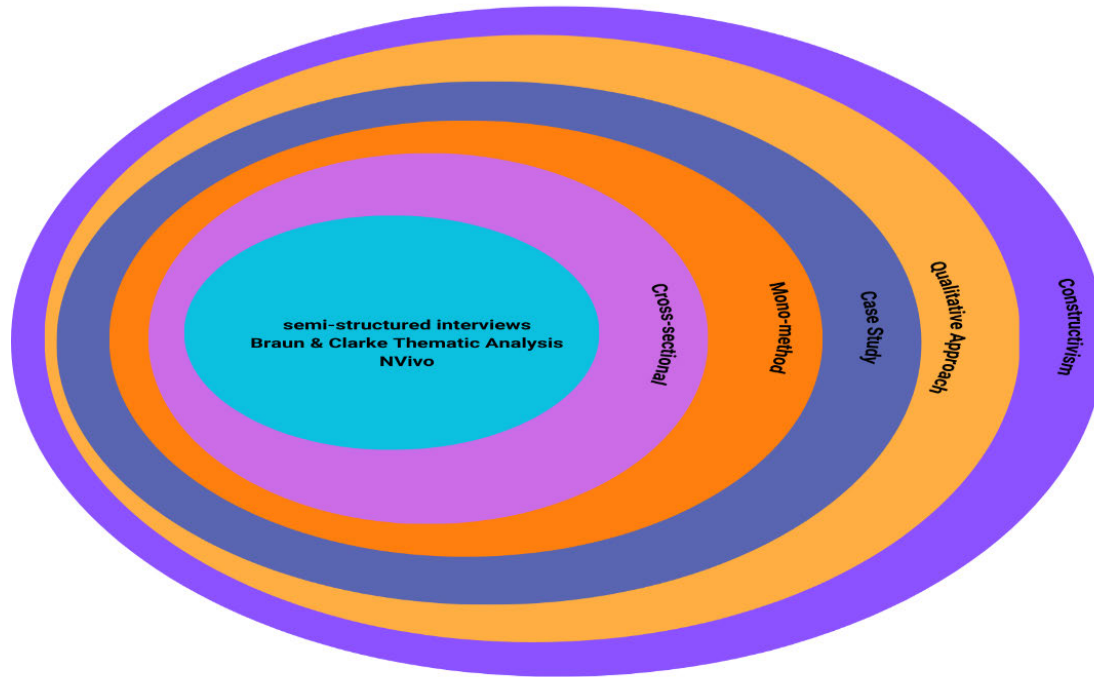 semi-structured interviews
Braun & Clarke Thematic Analysis
NVivo
Cross-sectional
Mono-method
Case Study
Qualitative Approach
Constructivism